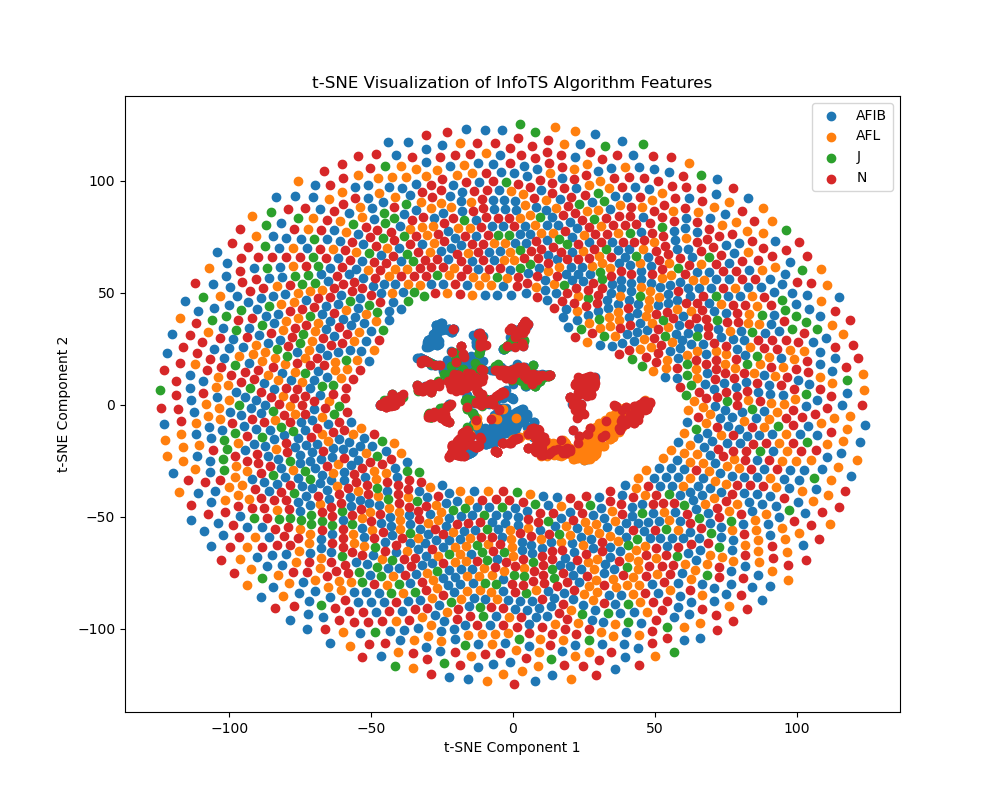 t-SNE Visualization of InfoTS Algorithm Features
AFIB
AFL
J
N
100
50
0
−50
−100
t-SNE Component 2
−100
−50
0
50
100
t-SNE Component 1